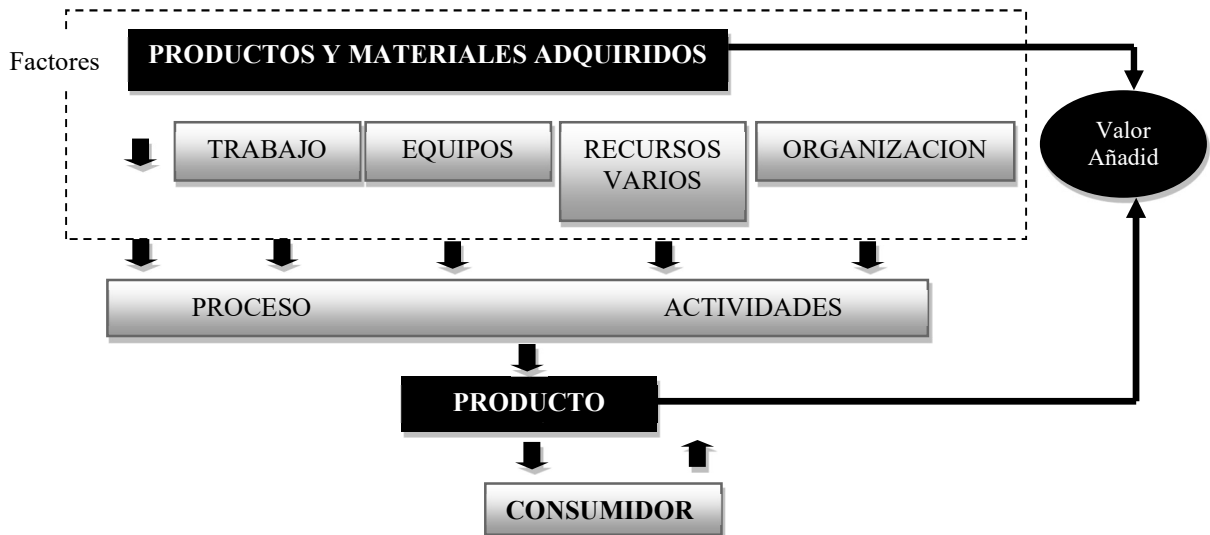 Factores
PRODUCTOS Y MATERIALES ADQUIRIDOS
TRABAJO
EQUIPOS
RECURSOS
VARIOS
ORGANIZACION
Valor
Añadid
PROCESO
ACTIVIDADES
PRODUCTO
CONSUMIDOR